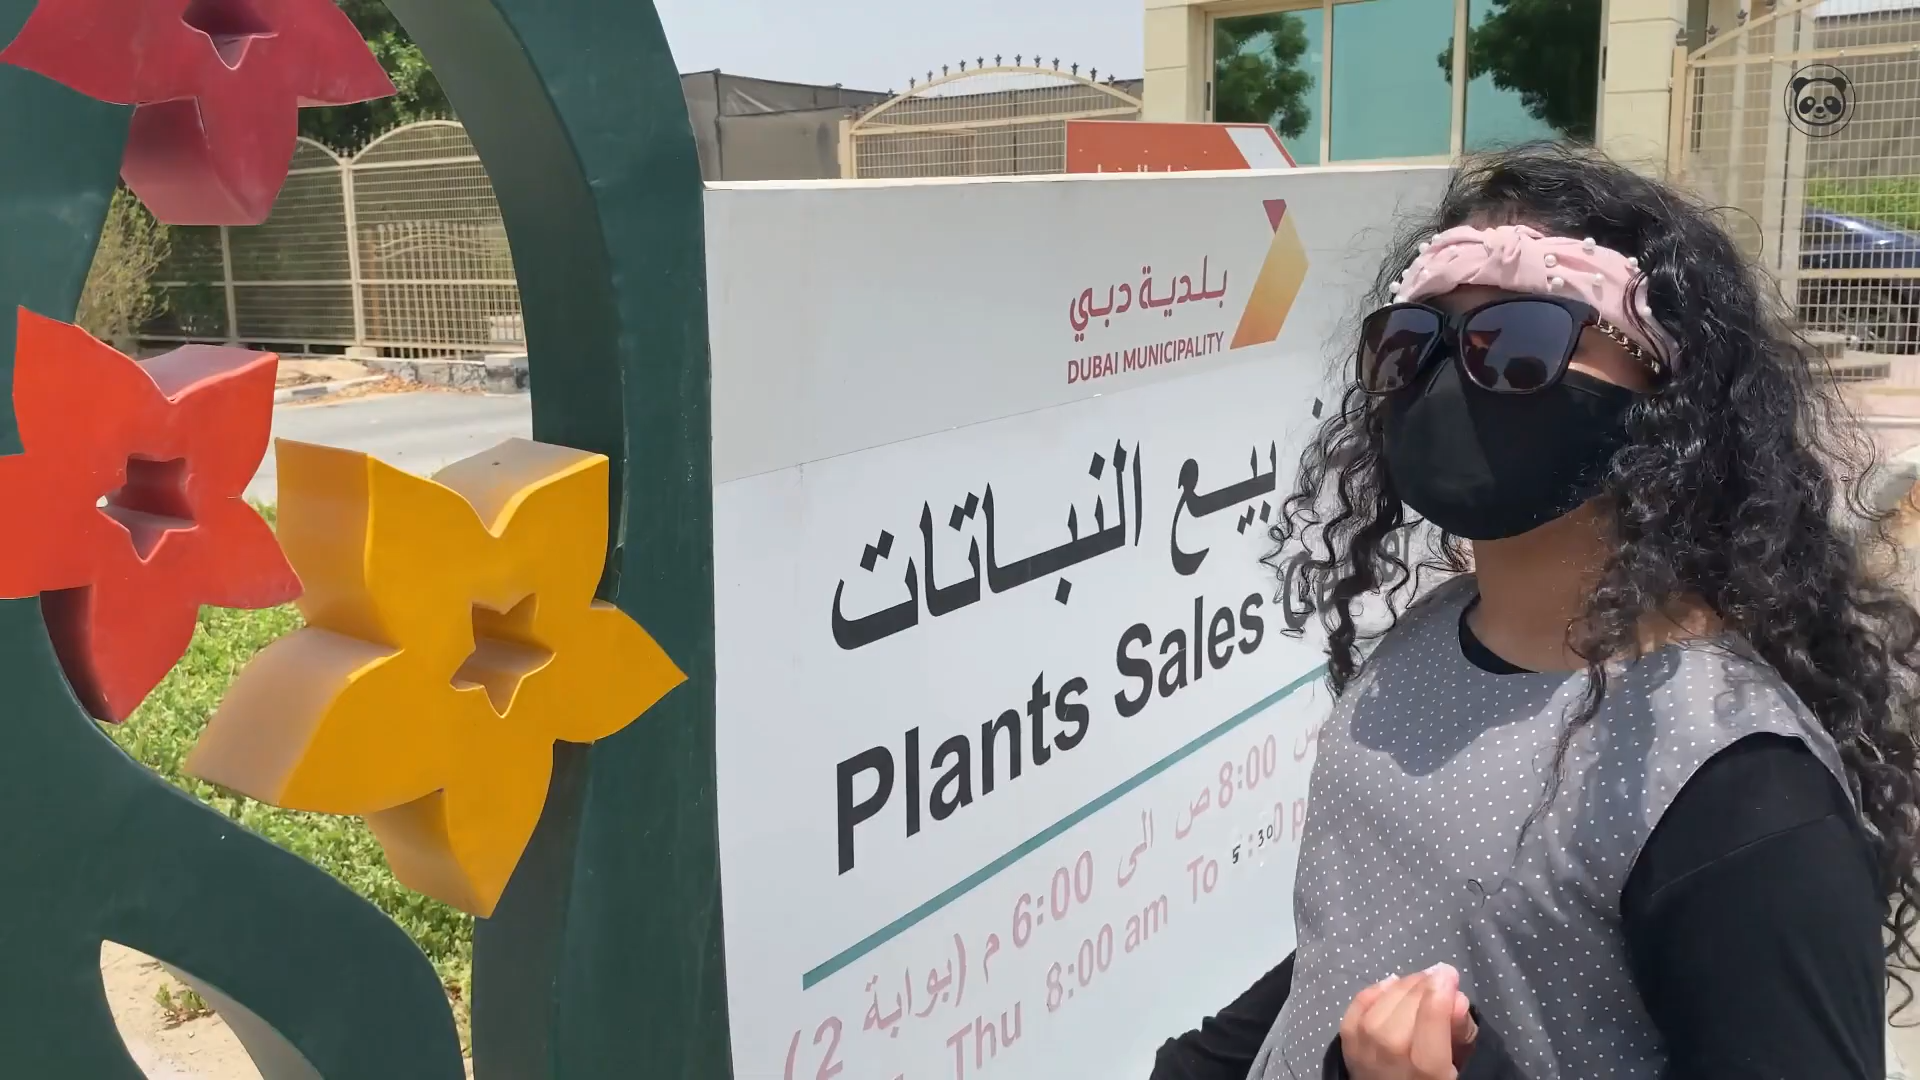 بلدية دبي
DUBAI MUNICIPALITY
بيع النباتات
Plants Sales
8:00 ص الى 6:00 م (بوابة 2)
Thu 8:00 am To 5:30